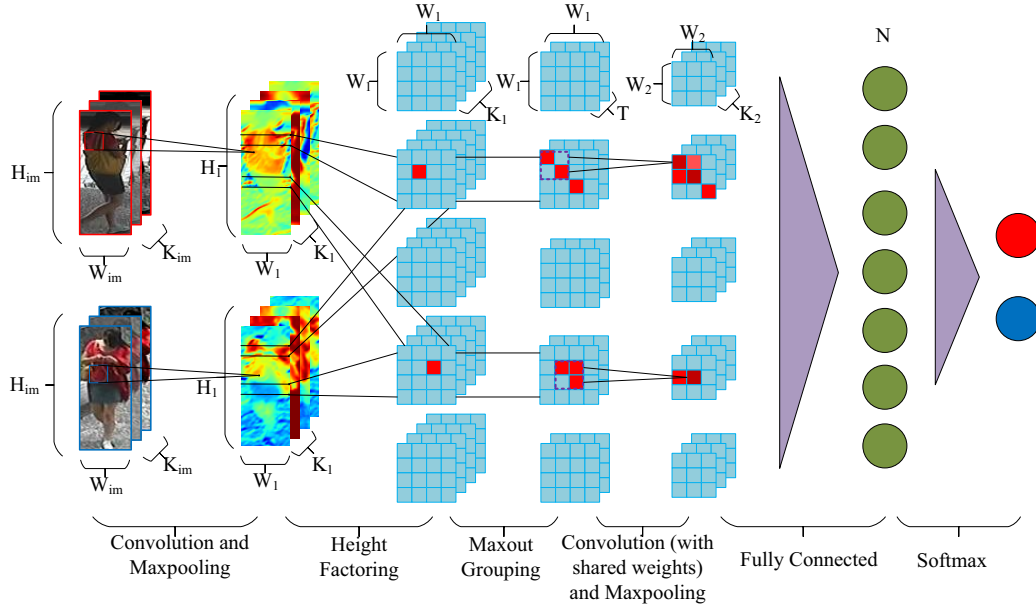 W₁
W₁
K₁
W₁
W₁
T
W₂
W₂
K₂
N
Hᵢₘ
Wᵢₘ
Kᵢₘ
H₁
W₁
K₁
Hᵢₘ
Wᵢₘ
Kᵢₘ
H₁
W₁
K₁
Convolution and
Maxpooling
Height
Factoring
Maxout
Grouping
Convolution (with
shared weights)
and Maxpooling
Fully Connected
Softmax